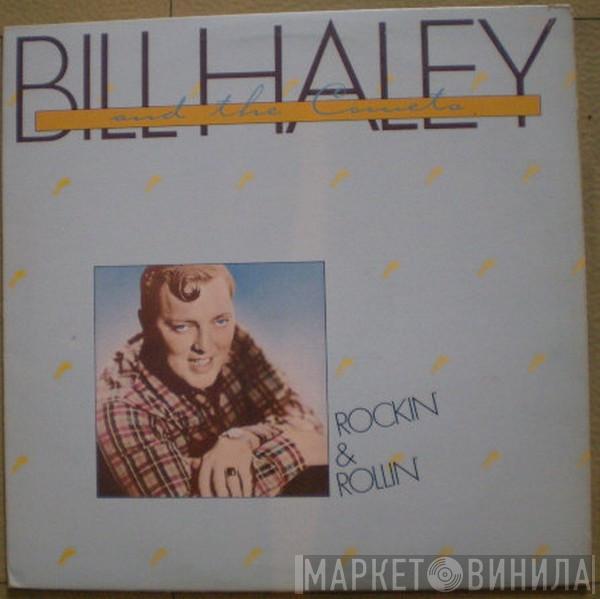 BILL HALEY
and the Comets
ROCKIN'
&
ROLLIN'
МАРКЕТ ВИНИЛА